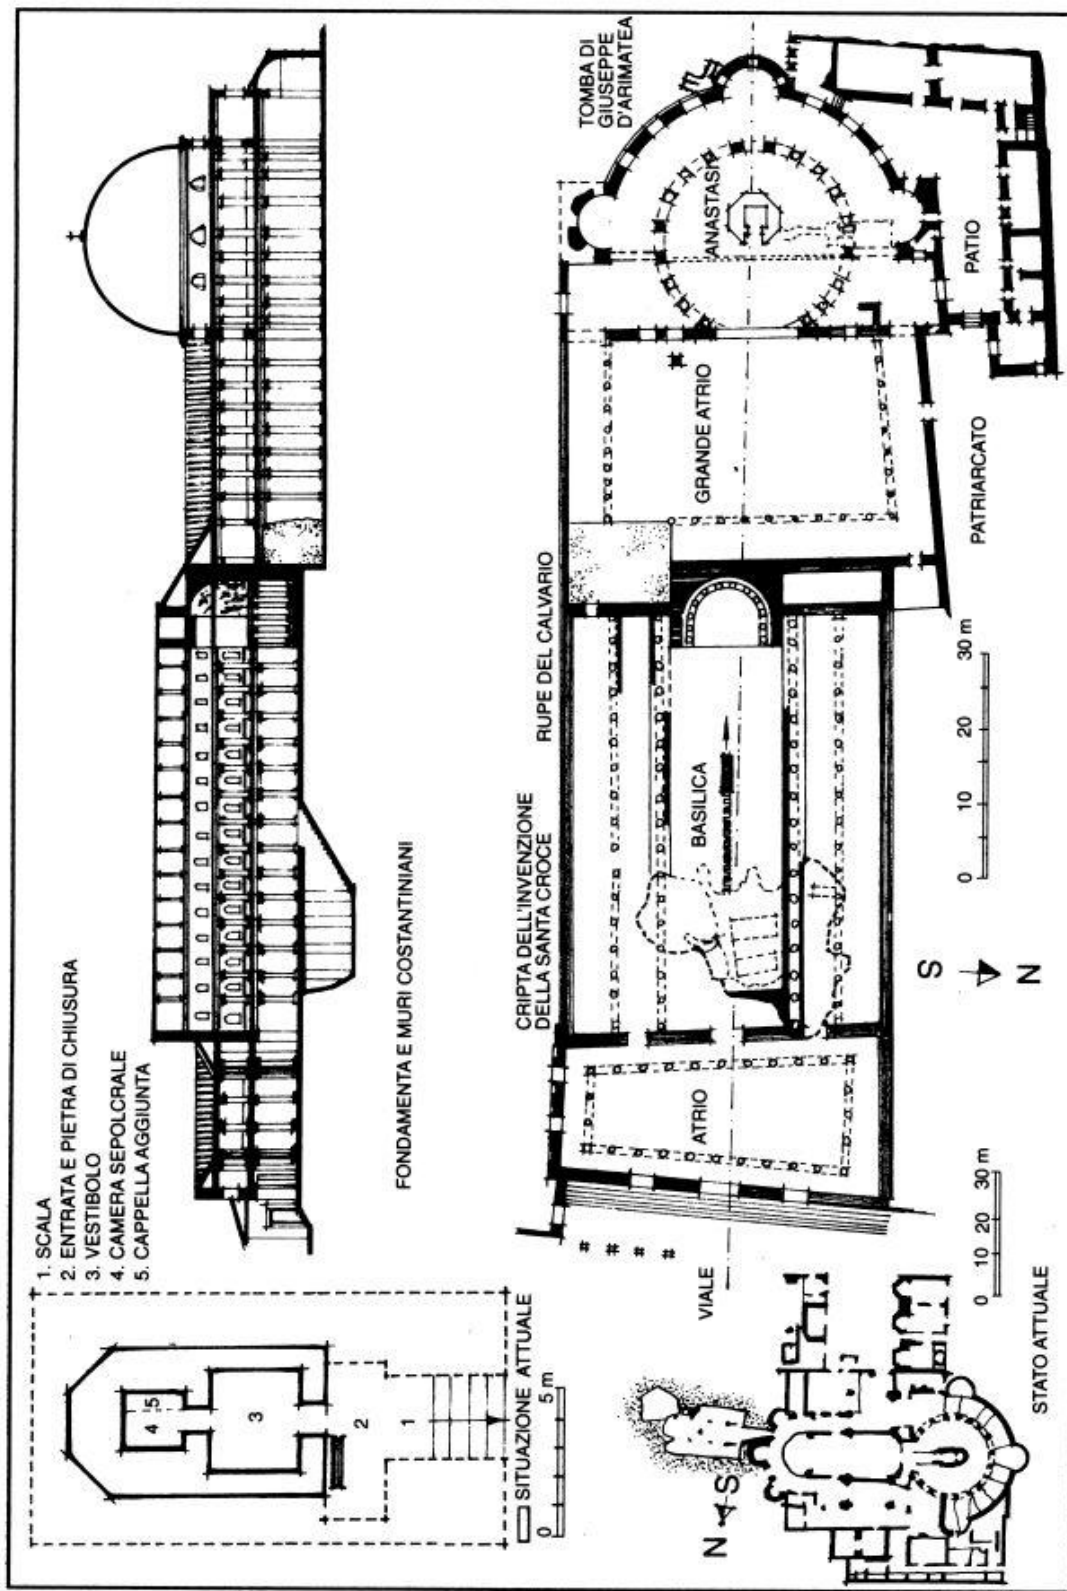 1. SCALA
2. ENTRATA E PIETRA DI CHIUSURA
3. VESTIBOLO
4. CAMERA SEPOLCRALE
5. CAPPELLA AGGIUNTA
FONDAMENTA E MURI COSTANTINIANI
4
5
3
2
1
SITUAZIONE ATTUALE
0 5 m
CRIPTA DELL'INVENZIONE
DELLA SANTA CROCE
RUPE DEL CALVARIO
TOMBA DI
GIUSEPPE
D'ARIMATEA
VIALE
ATRIO
BASILICA
GRANDE ATRIO
ANASTASI
PATIO
PATRIARCATO
S
N
0 10 20 30 m
N
S
0 10 20 30 m
STATO ATTUALE